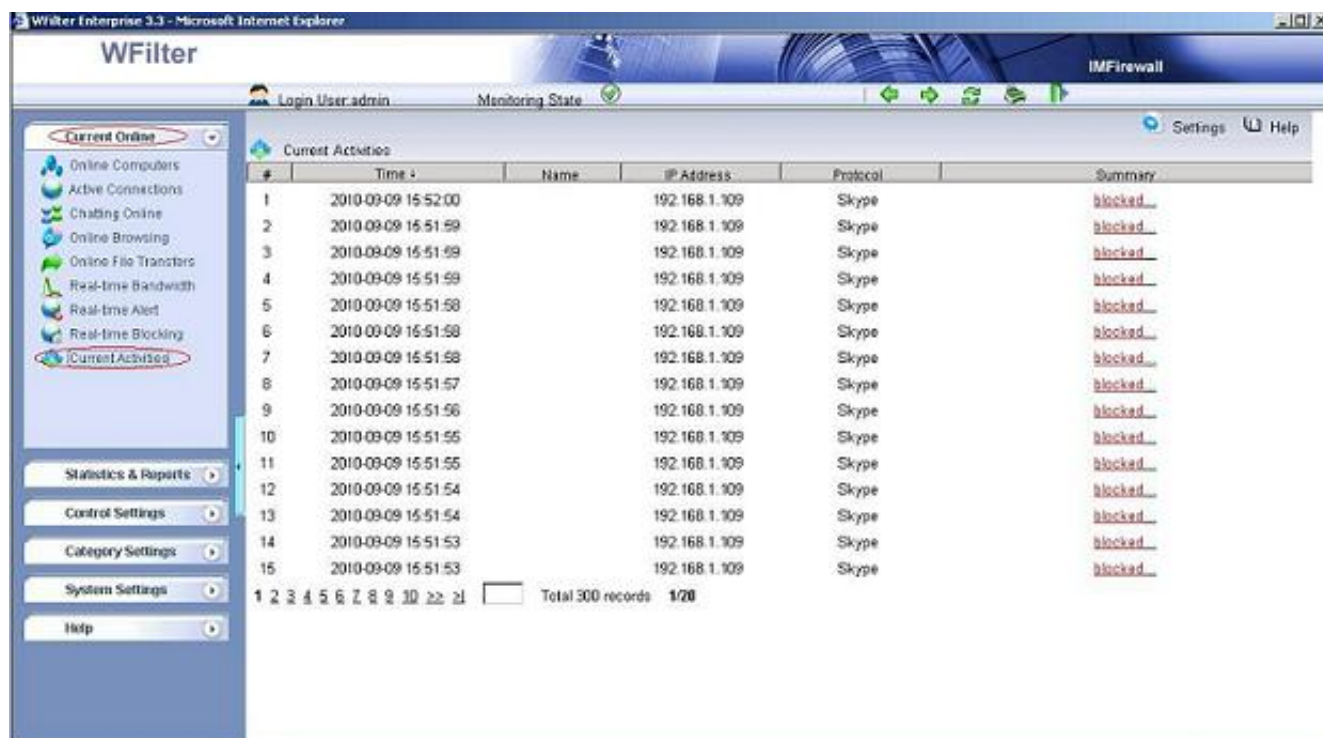 WFilter Enterprise 3.3 - Microsoft Internet Explorer
WFilter
IMFirewall
Login User:admin Monitoring State
Settings Help
Current Online
Online Computers
Active Connections
Chatting Online
Online Browsing
Online File Transfers
Real-time Bandwidth
Real-time Alert
Real-time Blocking
Current Activities
Statistics & Reports
Control Settings
Category Settings
System Settings
Help
Current Activities
# Time Name IP Address Protocol Summary
1 2010-09-09 15:52:00 192.168.1.109 Skype blocked...
2 2010-09-09 15:51:59 192.168.1.109 Skype blocked...
3 2010-09-09 15:51:59 192.168.1.109 Skype blocked...
4 2010-09-09 15:51:59 192.168.1.109 Skype blocked...
5 2010-09-09 15:51:58 192.168.1.109 Skype blocked...
6 2010-09-09 15:51:58 192.168.1.109 Skype blocked...
7 2010-09-09 15:51:58 192.168.1.109 Skype blocked...
8 2010-09-09 15:51:57 192.168.1.109 Skype blocked...
9 2010-09-09 15:51:56 192.168.1.109 Skype blocked...
10 2010-09-09 15:51:55 192.168.1.109 Skype blocked...
11 2010-09-09 15:51:55 192.168.1.109 Skype blocked...
12 2010-09-09 15:51:54 192.168.1.109 Skype blocked...
13 2010-09-09 15:51:54 192.168.1.109 Skype blocked...
14 2010-09-09 15:51:53 192.168.1.109 Skype blocked...
15 2010-09-09 15:51:53 192.168.1.109 Skype blocked...
1 2 3 4 5 6 7 8 9 10 >> >| Total 300 records 1/20